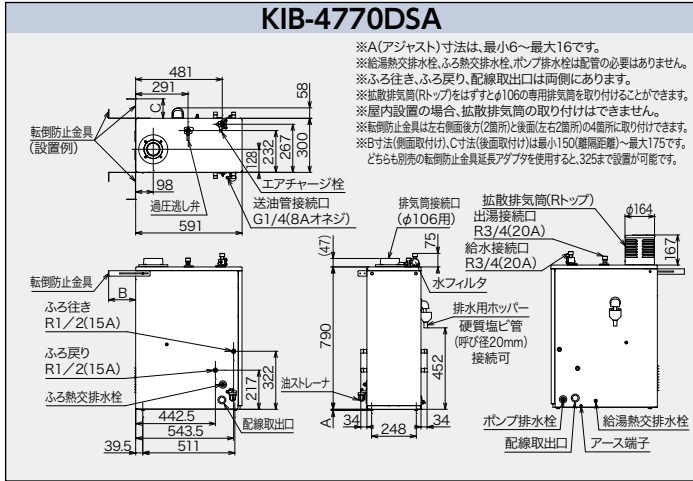 KIB-4770DSA
※A(アジャスト)寸法は、最小6〜最大16です。
※給湯熱交排水栓、ふろ熱交排水栓、ポンプ排水栓は配管の必要はありません。
※ふろ往き、ふろ戻り、配線取出口は両側にあります。
※拡散排気筒(Rトップ)をはずすとφ106の専用排気筒を取り付けることができます。
※屋内設置の場合、拡散排気筒の取り付けはできません。
※転倒防止金具は左右側面後方(2箇所)と後面(左右2箇所)の4箇所に取り付けできます。
※B寸方(側面取付け)、C寸方(後面取付け)は最小150(離隔距離)〜最大175です。
どちらも別売の転倒防止金具延長アダプタを使用すると、325まで設置が可能です。
481
291
58
C
転倒防止金具
(設置例)
128
232
267
300
98
エアチャージ栓
過圧逃し弁
送油管接続口
G1/4(8Aオネジ)
591
排気筒接続口
(φ106用)
(47)
75
拡散排気筒(Rトップ)
φ164
出湯接続口
R3/4(20A)
給水接続口
R3/4(20A)
167
転倒防止金具
B
水フィルタ
ふろ往き
R1/2(15A)
排水用ホッパー
硬質塩ビ管
(呼び径20mm)
接続可
ふろ戻り
R1/2(15A)
790
452
322
217
油ストレーナ
ふろ熱交排水栓
442.5
配線取出口
543.5
39.5
511
A
34
248
34
ポンプ排水栓
給湯熱交排水栓
配線取出口
アース端子